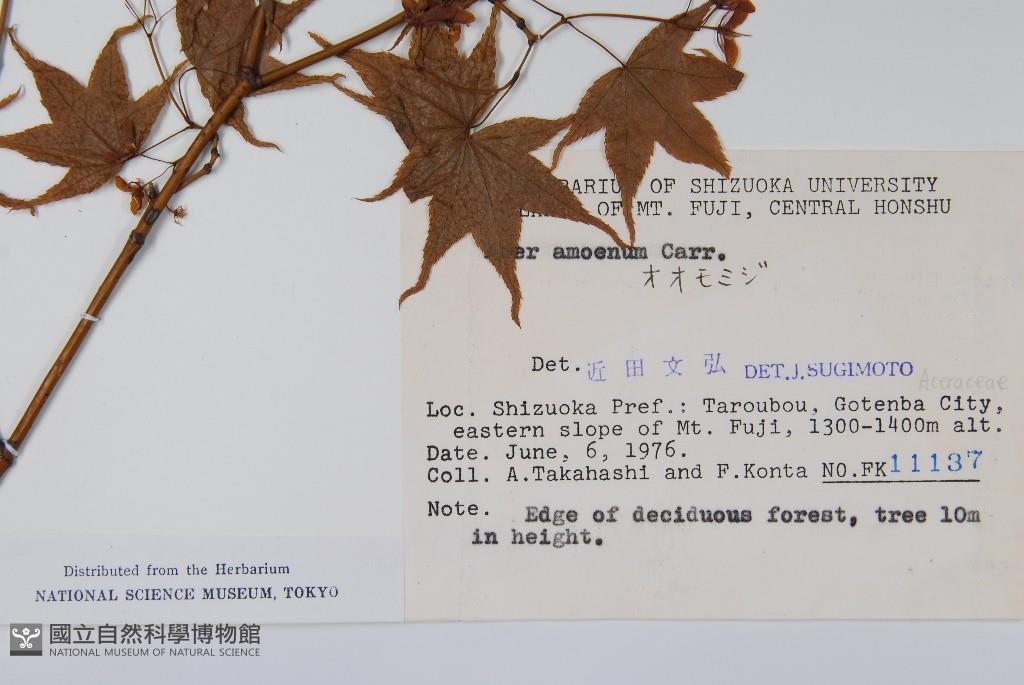 BARIU OF SHIZUOKA UNIVERSITY
OF MT. FUJI, CENTRAL HONSHU
er amoenum Carr.
オオモミジ
Det. 近田文弘 DET.J.SUGIMOTO
Aceraceae
Loc. Shizuoka Pref.: Taroubou, Gotenba City,
eastern slope of Mt. Fuji, 1300-1400m alt.
Date. June, 6, 1976.
Coll. A.Takahashi and F.Konta NO.FK11137
Note. Edge of deciduous forest, tree 10m
in height.
Distributed from the Herbarium
NATIONAL SCIENCE MUSEUM, TOKYO
國立自然科學博物館
NATIONAL MUSEUM OF NATURAL SCIENCE